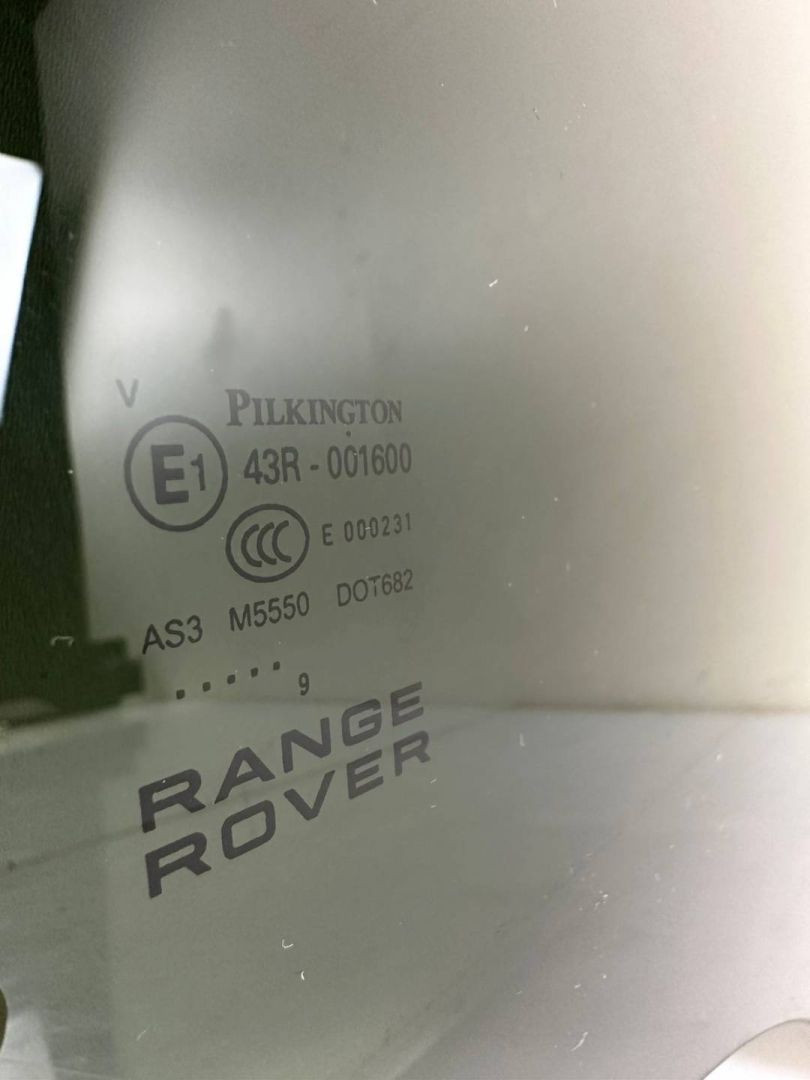 V
PILKINGTON
E1 43R - 001600
CCC E 000231
AS3 M5550 DOT682
. . . . . 9
RANGE
ROVER